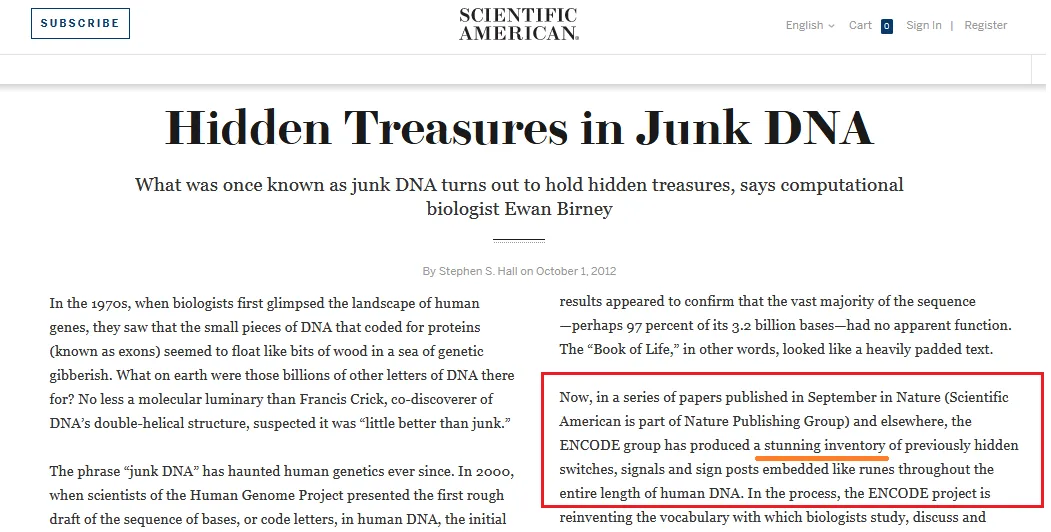 SUBSCRIBE
SCIENTIFIC
AMERICAN®
English
Cart 0 Sign In | Register
Hidden Treasures in Junk DNA
What was once known as junk DNA turns out to hold hidden treasures, says computational
biologist Ewan Birney
By Stephen S. Hall on October 1, 2012
In the 1970s, when biologists first glimpsed the landscape of human
genes, they saw that the small pieces of DNA that coded for proteins
(known as exons) seemed to float like bits of wood in a sea of genetic
gibberish. What on earth were those billions of other letters of DNA there
for? No less a molecular luminary than Francis Crick, co-discoverer of
DNA’s double-helical structure, suspected it was “little better than junk.”
The phrase “junk DNA” has haunted human genetics ever since. In 2000,
when scientists of the Human Genome Project presented the first rough
draft of the sequence of bases, or code letters, in human DNA, the initial
results appeared to confirm that the vast majority of the sequence
—perhaps 97 percent of its 3.2 billion bases—had no apparent function.
The “Book of Life,” in other words, looked like a heavily padded text.
Now, in a series of papers published in September in Nature (Scientific
American is part of Nature Publishing Group) and elsewhere, the
ENCODE group has produced a stunning inventory of previously hidden
switches, signals and sign posts embedded like runes throughout the
entire length of human DNA. In the process, the ENCODE project is
reinventing the vocabulary with which biologists study, discuss and